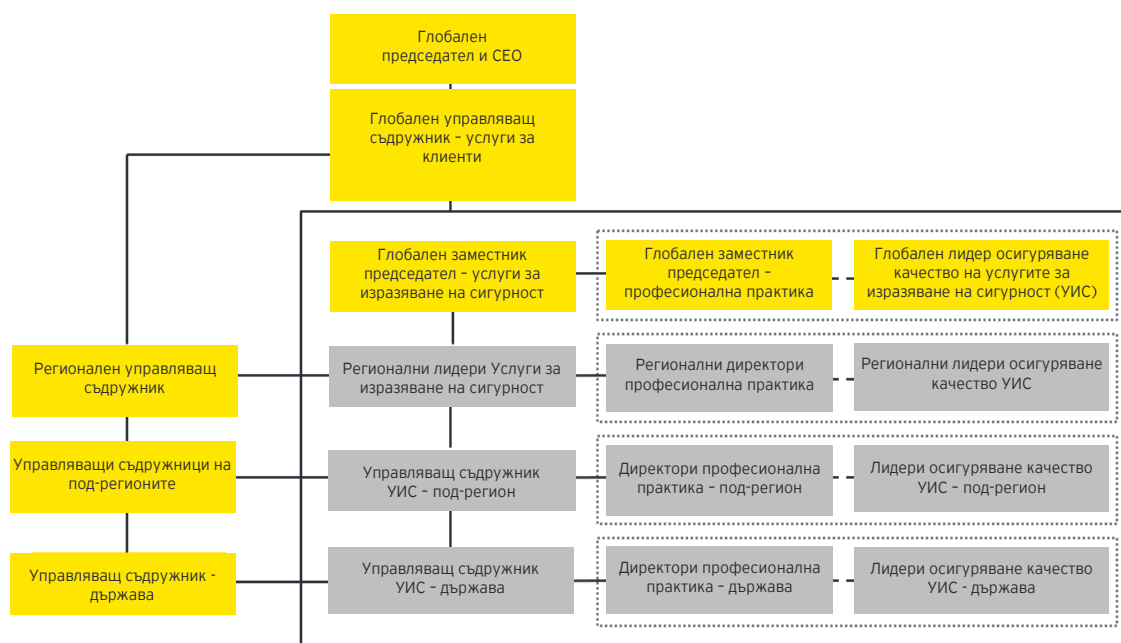 Глобален
председател и CEO
Глобален управляващ
съдружник – услуги за
клиенти
Глобален заместник
председател – услуги за
изразяване на сигурност
Глобален заместник
председател –
професионална практика
Глобален лидер осигуряване
качество на услугите за
изразяване на сигурност (УИС)
Регионален управляващ
съдружник
Регионални лидери Услуги за
изразяване на сигурност
Регионални директори
професионална практика
Регионални лидери осигуряване
качество УИС
Управляващи съдружници на
под-регионите
Управляващ съдружник
УИС – под-регион
Директори професионална
практика – под-регион
Лидери осигуряване качество
УИС – под-регион
Управляващ съдружник -
държава
Управляващ съдружник
УИС – държава
Директори професионална
практика – държава
Лидери осигуряване качество
УИС - държава